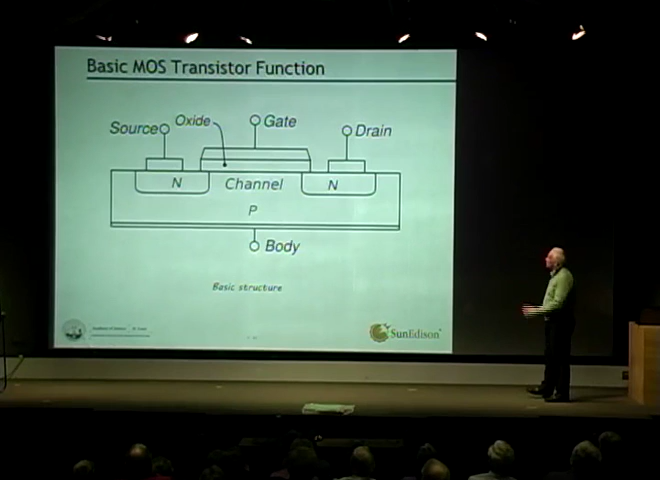 Basic MOS Transistor Function
Source
Oxide
Gate
Drain
N
Channel
N
P
Body
Basic structure
SunEdison